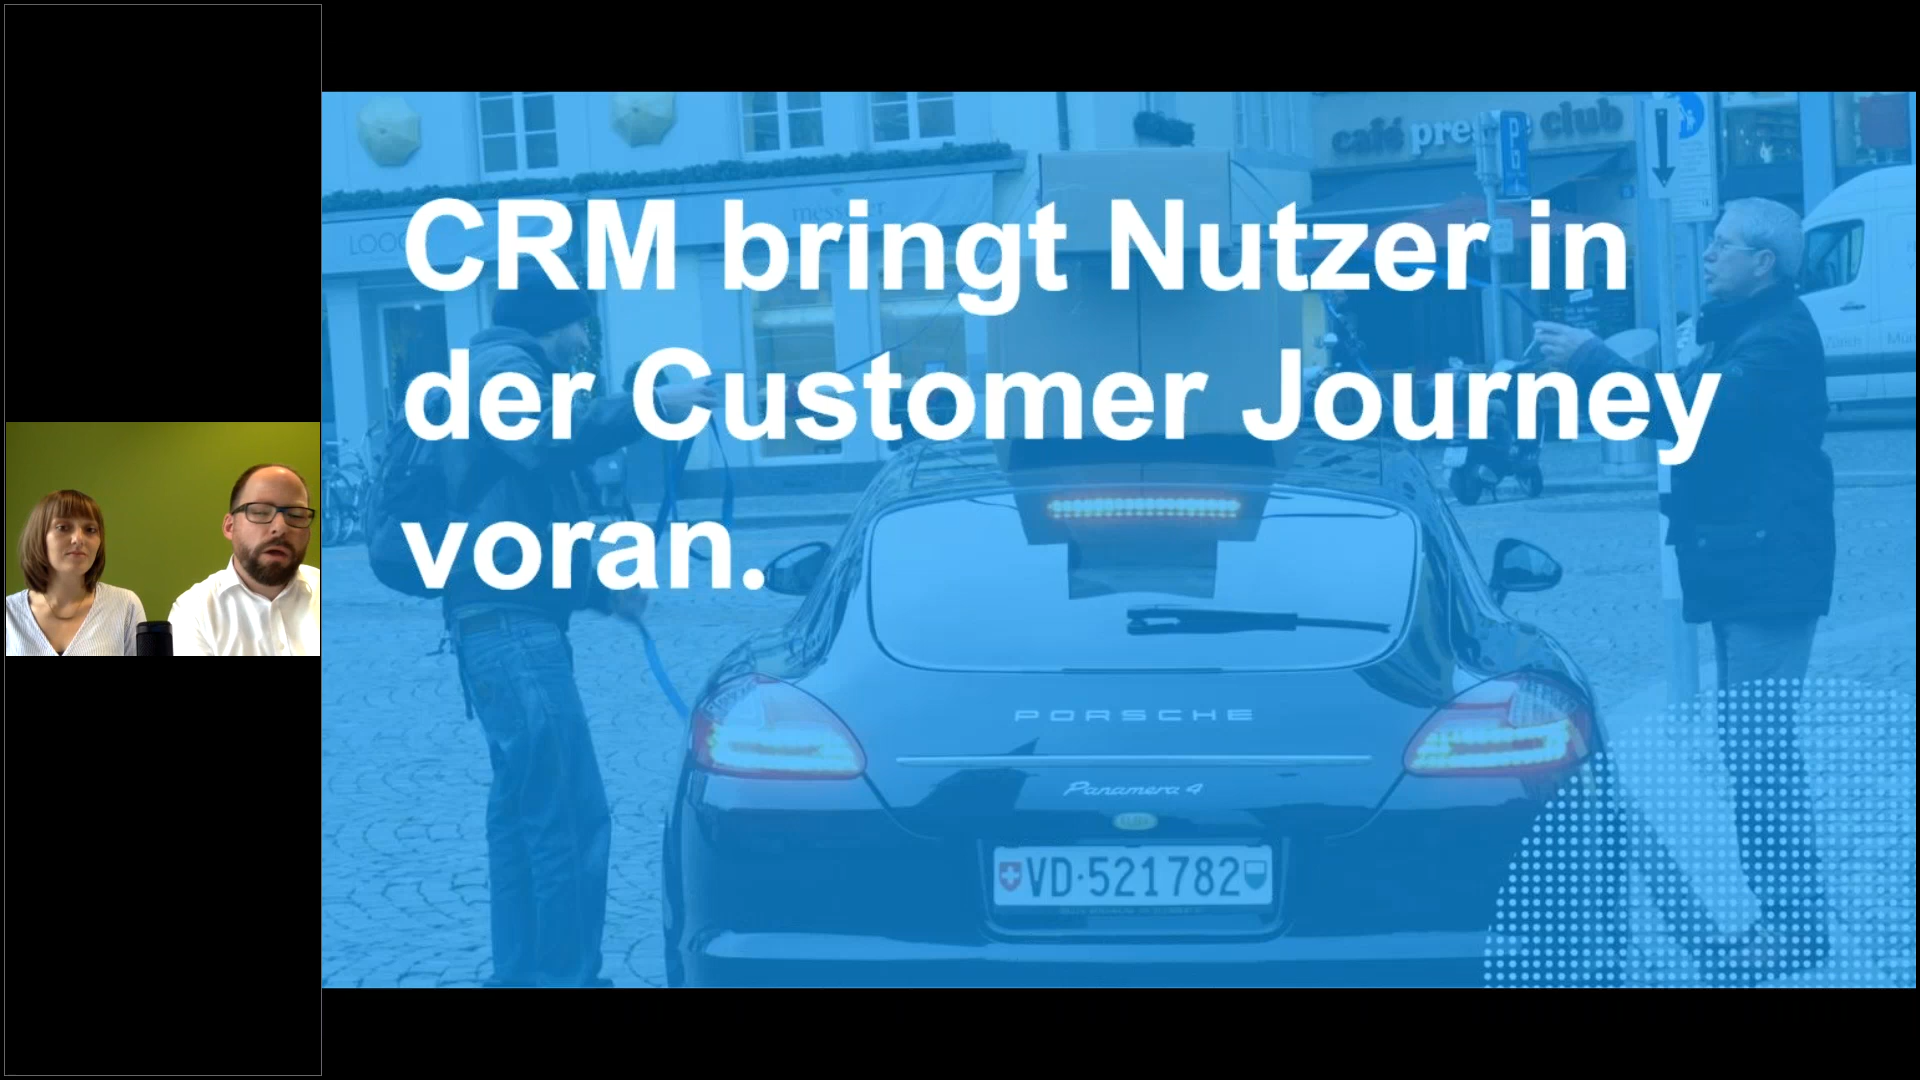 CRM bringt Nutzer in
der Customer Journey
voran.
café
club
PORSCHE
Panamera 4
VD·521782